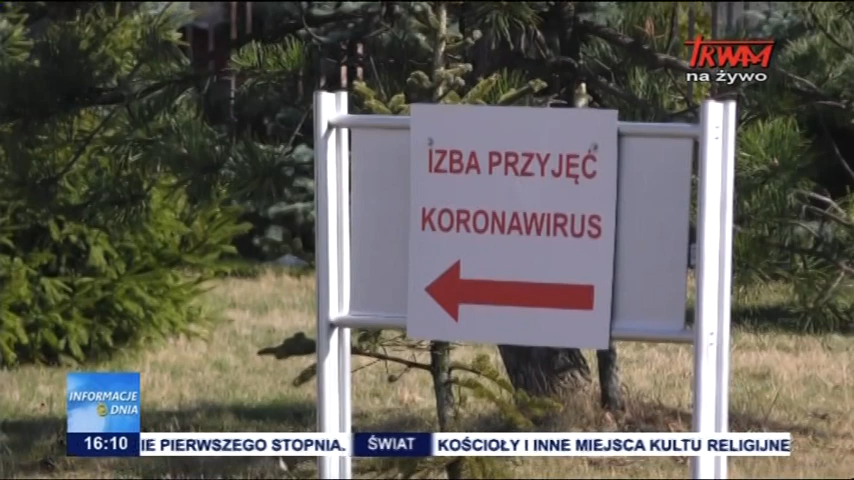 TRWAM
na żywo
IZBA PRZYJĘĆ
KORONAWIRUS
INFORMACJE
DNIA
16:10 IE PIERWSZEGO STOPNIA. ŚWIAT KOŚCIOŁY I INNE MIEJSCA KULTU RELIGIJNE